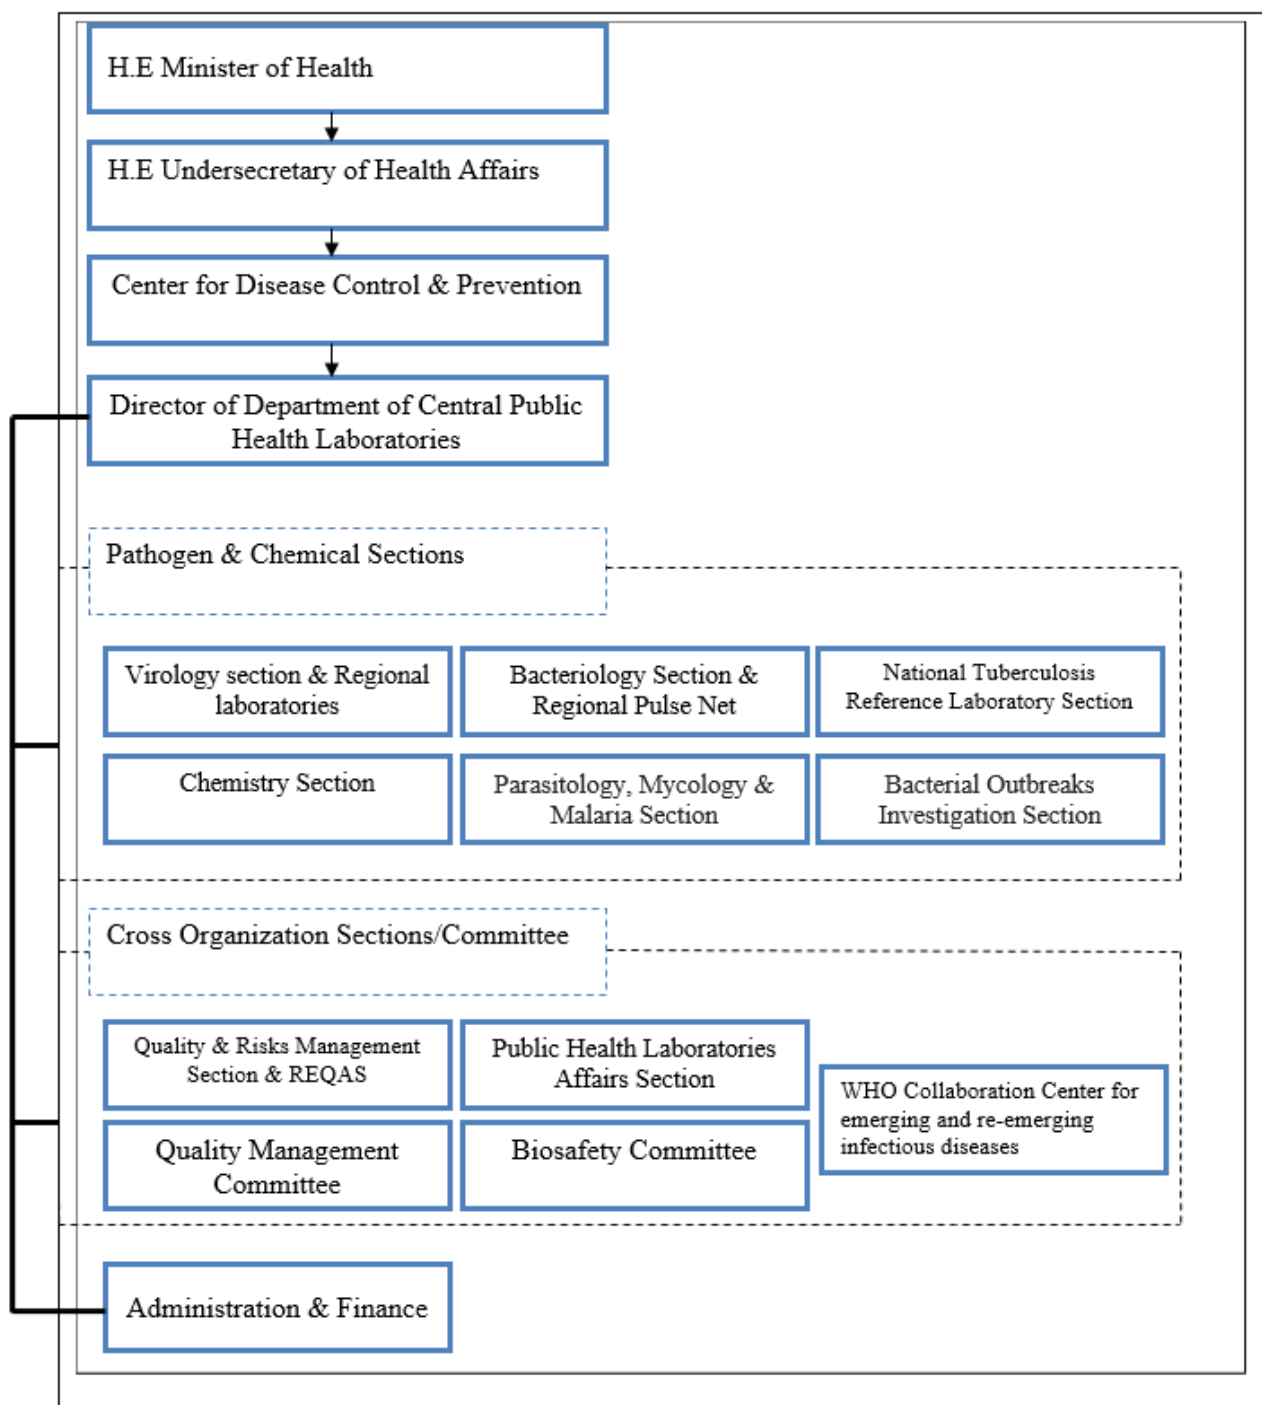 H.E Minister of Health
H.E Undersecretary of Health Affairs
Center for Disease Control & Prevention
Director of Department of Central Public
Health Laboratories
Pathogen & Chemical Sections
Virology section & Regional
laboratories
Bacteriology Section &
Regional Pulse Net
National Tuberculosis
Reference Laboratory Section
Chemistry Section
Parasitology, Mycology &
Malaria Section
Bacterial Outbreaks
Investigation Section
Cross Organization Sections/Committee
Quality & Risks Management
Section & REQAS
Public Health Laboratories
Affairs Section
WHO Collaboration Center for
emerging and re-emerging
infectious diseases
Quality Management
Committee
Biosafety Committee
Administration & Finance